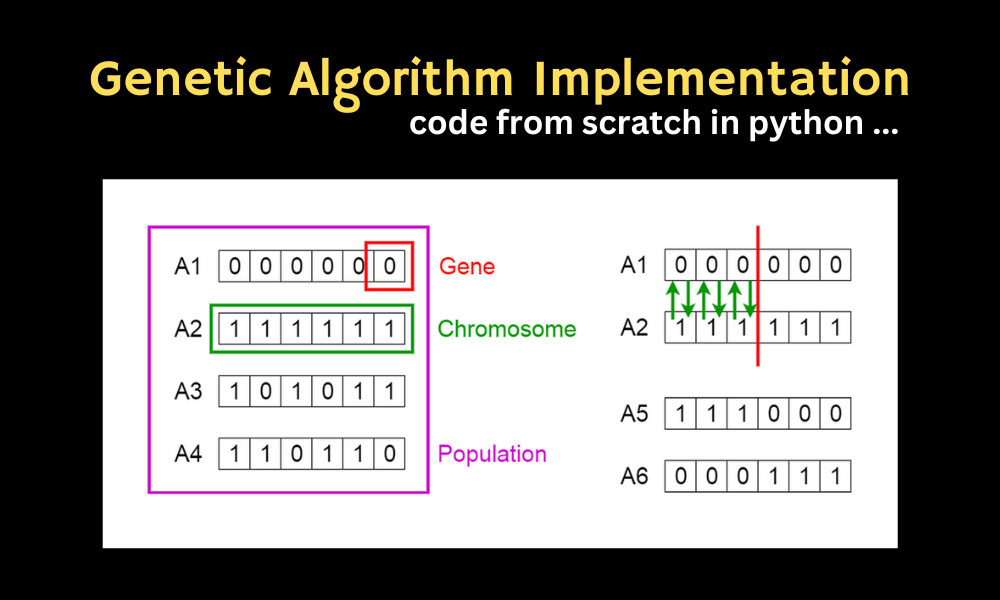 Genetic Algorithm Implementation
code from scratch in python ...
A1 0 0 0 0 0 0 Gene
A2 1 1 1 1 1 1 Chromosome
A3 1 0 1 0 1 1
A4 1 1 0 1 1 0 Population
A1 0 0 0 0 0 0
A2 1 1 1 1 1 1
A5 1 1 1 0 0 0
A6 0 0 0 1 1 1